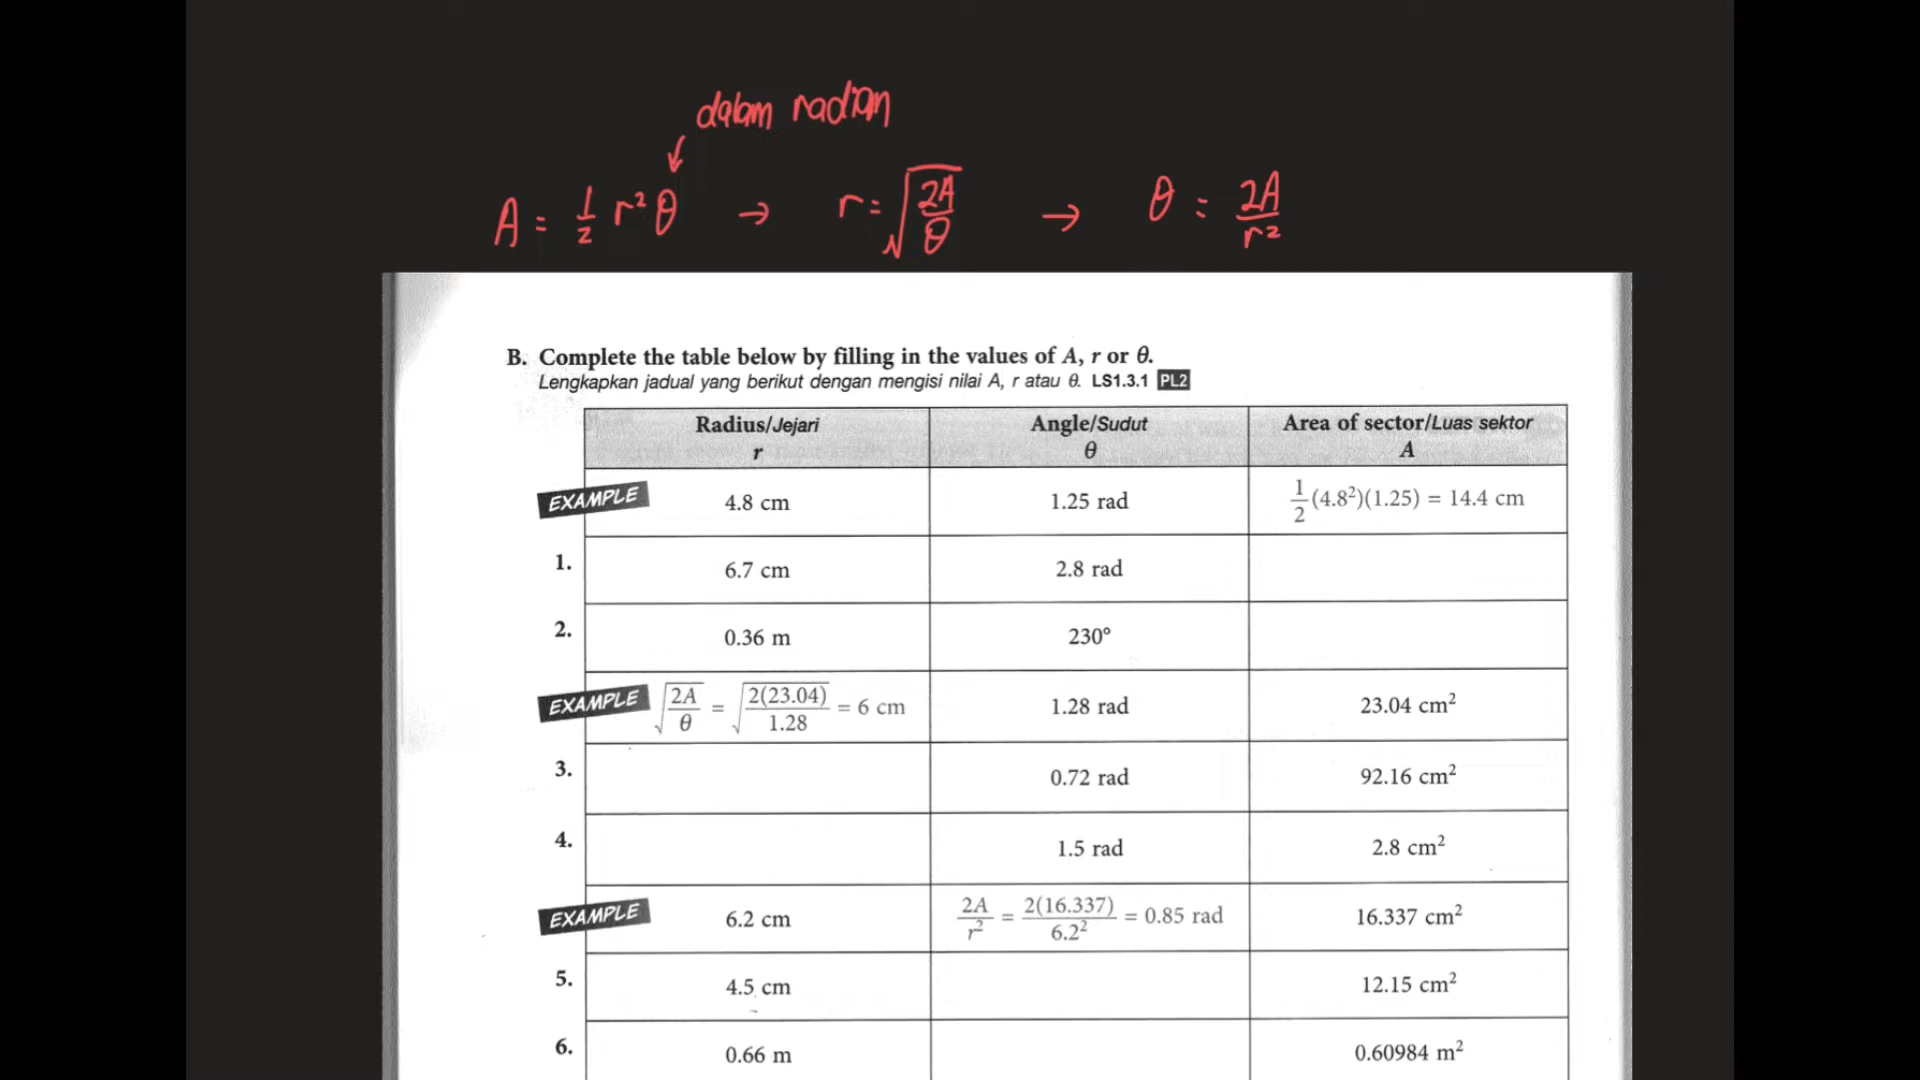 dalam radian
A = 1/2 r² θ → r = √(2A/θ) → θ = 2A/r²
B. Complete the table below by filling in the values of A, r or θ.
Lengkapkan jadual yang berikut dengan mengisi nilai A, r atau θ. LS1.3.1 PL2
Radius/Jejari r Angle/Sudut θ Area of sector/Luas sektor A
EXAMPLE 4.8 cm 1.25 rad 1/2 (4.8²)(1.25) = 14.4 cm
1. 6.7 cm 2.8 rad
2. 0.36 m 230°
EXAMPLE √(2A/θ) = √(2(23.04)/1.28) = 6 cm 1.28 rad 23.04 cm²
3. 0.72 rad 92.16 cm²
4. 1.5 rad 2.8 cm²
EXAMPLE 6.2 cm 2A/r² = 2(16.337)/6.2² = 0.85 rad 16.337 cm²
5. 4.5 cm 12.15 cm²
6. 0.66 m 0.60984 m²